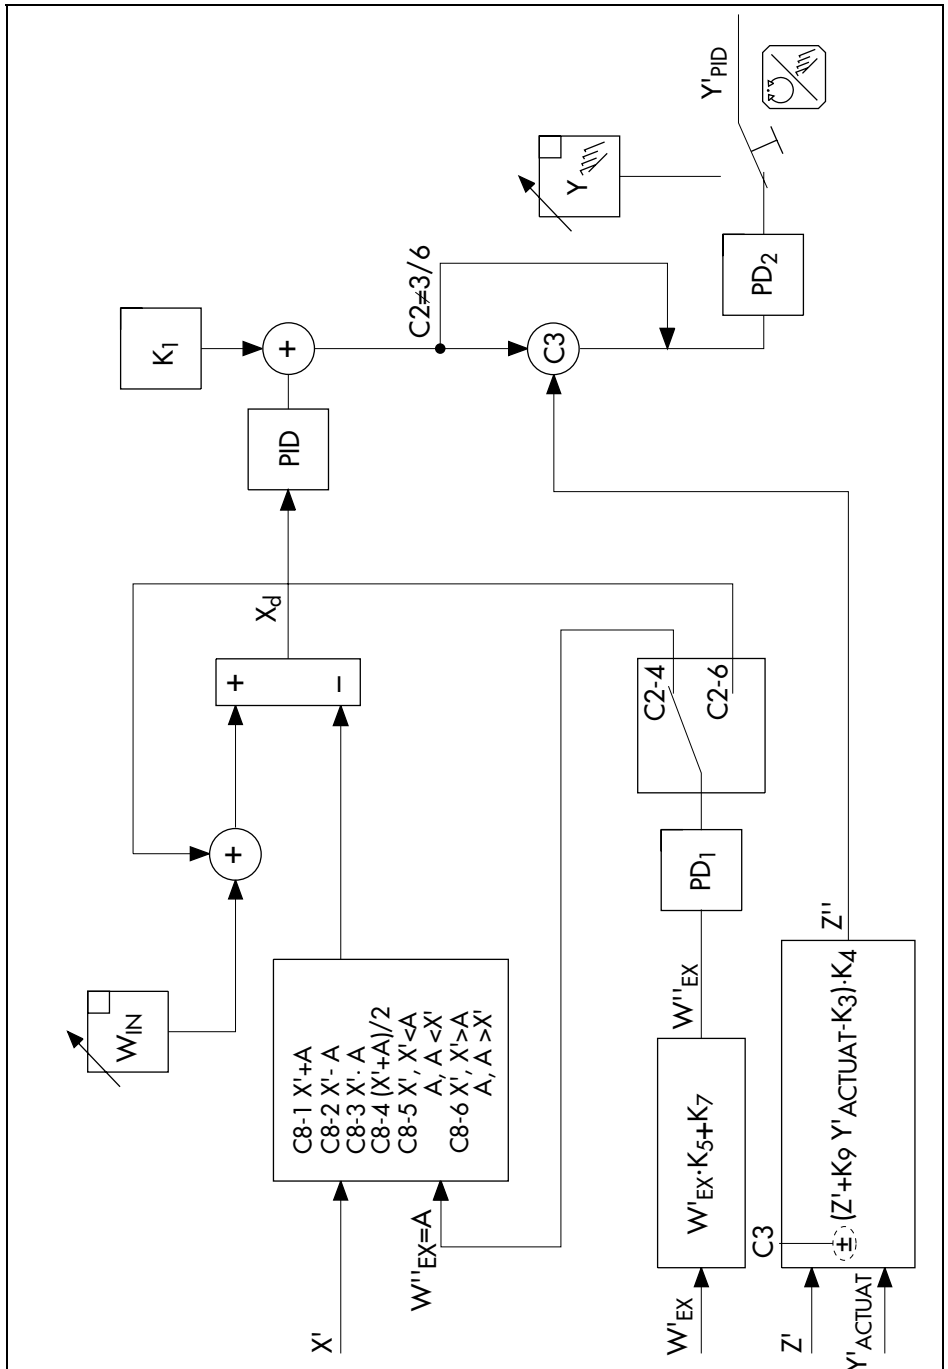 X'
W''EX=A
W'EX
Z'
Y'ACTUAT
WIN
C8-1 X'+A
C8-2 X'- A
C8-3 X'· A
C8-4 (X'+A)/2
C8-5 X', X'<A
A, A <X'
C8-6 X', X'>A
A, A >X'
W'EX·K5+K7
C3
± (Z'+K9 Y'ACTUAT-K3)·K4
+
W''EX
Z''
PD1
+
−
Xd
C2-4
C2-6
PID
K1
+
C2≠3/6
C3
PD2
Y
Y'PID